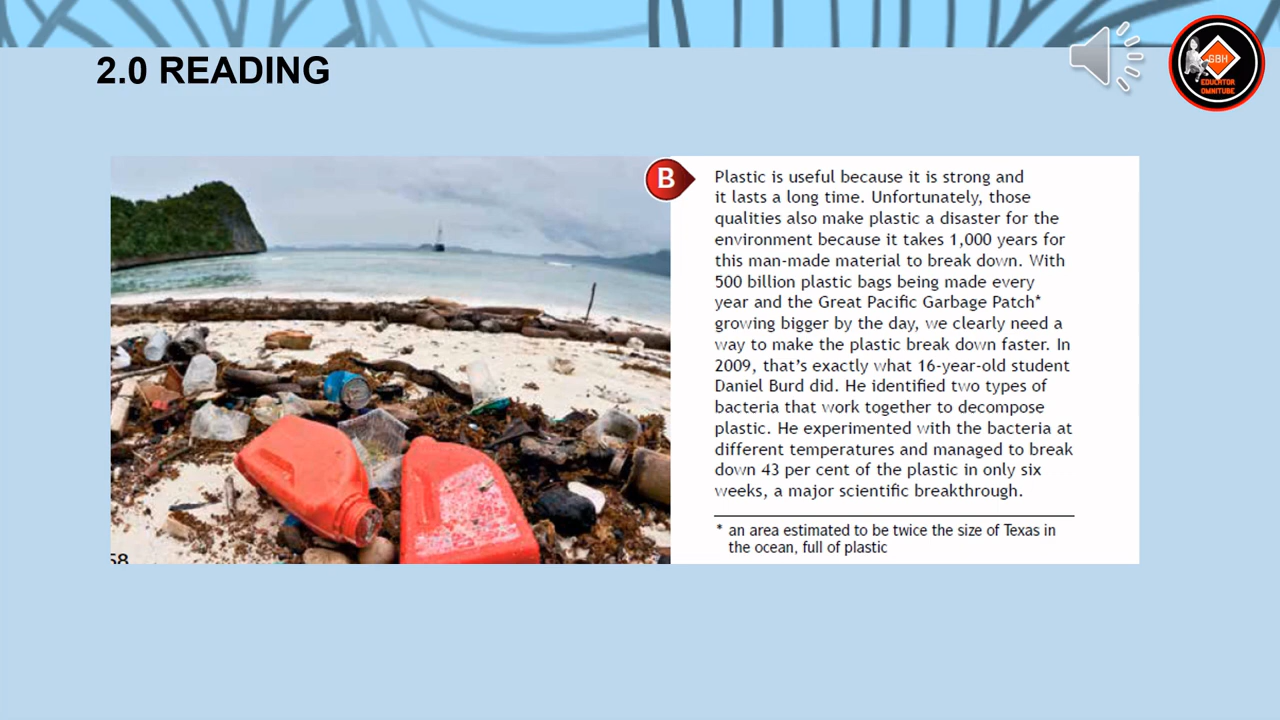 2.0 READING
GBH
EDUCATOR
OMNITUBE
B
Plastic is useful because it is strong and
it lasts a long time. Unfortunately, those
qualities also make plastic a disaster for the
environment because it takes 1,000 years for
this man-made material to break down. With
500 billion plastic bags being made every
year and the Great Pacific Garbage Patch*
growing bigger by the day, we clearly need a
way to make the plastic break down faster. In
2009, that's exactly what 16-year-old student
Daniel Burd did. He identified two types of
bacteria that work together to decompose
plastic. He experimented with the bacteria at
different temperatures and managed to break
down 43 per cent of the plastic in only six
weeks, a major scientific breakthrough.
* an area estimated to be twice the size of Texas in
the ocean, full of plastic
58